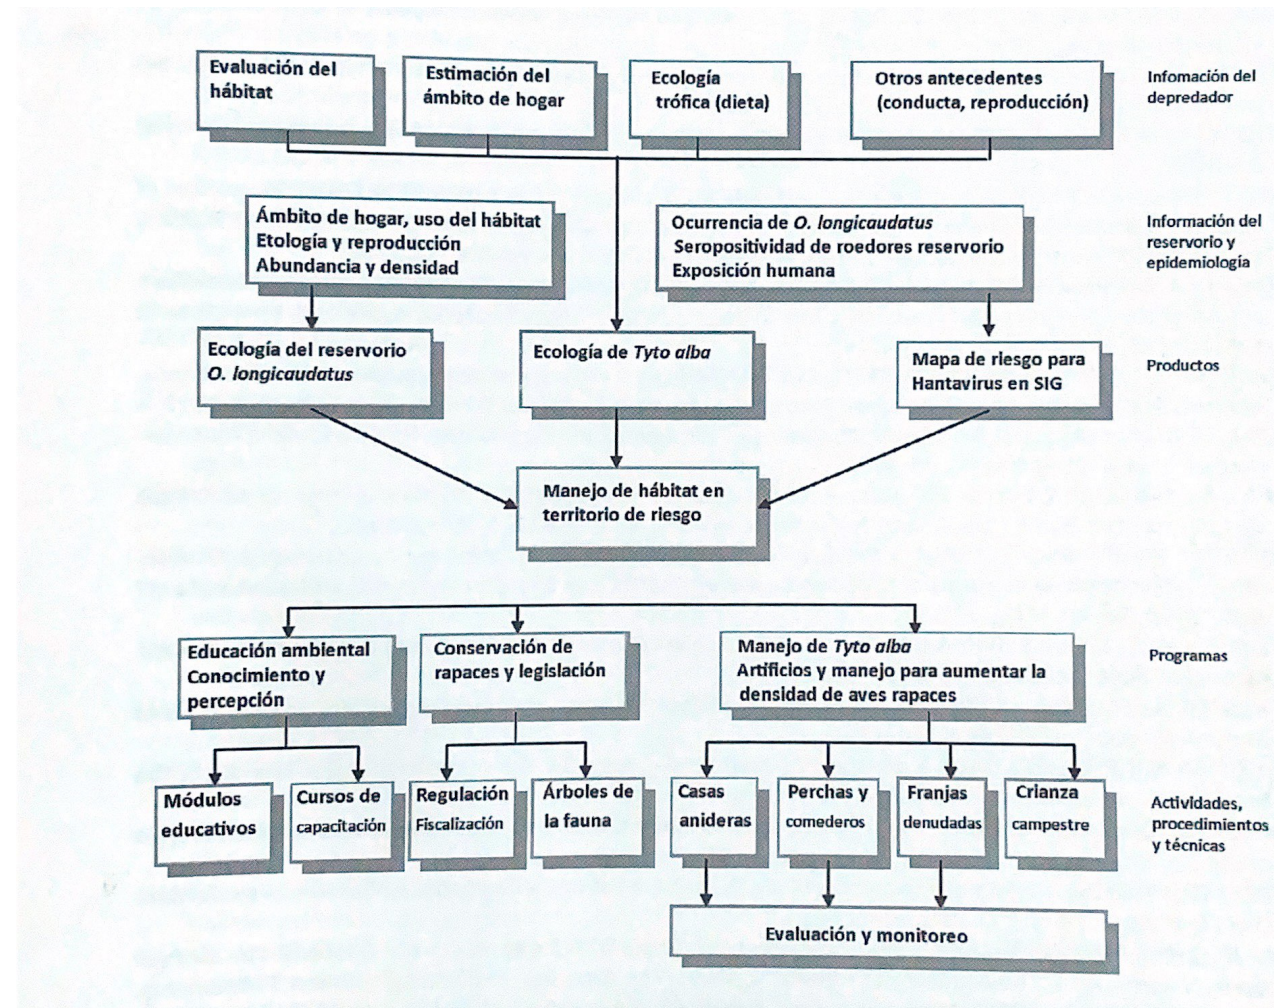 Evaluación del
hábitat
Estimación del
ámbito de hogar
Ecología
trófica (dieta)
Otros antecedentes
(conducta, reproducción)
Infomación del
depredador
Ámbito de hogar, uso del hábitat
Etología y reproducción
Abundancia y densidad
Ocurrencia de O. longicaudatus
Seropositividad de roedores reservorio
Exposición humana
Información del
reservorio y
epidemiología
Ecología del reservorio
O. longicaudatus
Ecología de Tyto alba
Mapa de riesgo para
Hantavirus en SIG
Productos
Manejo de hábitat en
territorio de riesgo
Educación ambiental
Conocimiento y
percepción
Conservación de
rapaces y legislación
Manejo de Tyto alba
Artificios y manejo para aumentar la
densidad de aves rapaces
Programas
Módulos
educativos
Cursos de
capacitación
Regulación
Fiscalización
Árboles de
la fauna
Casas
anideras
Perchas y
comederos
Franjas
denudadas
Crianza
campestre
Actividades,
procedimientos
y técnicas
Evaluación y monitoreo